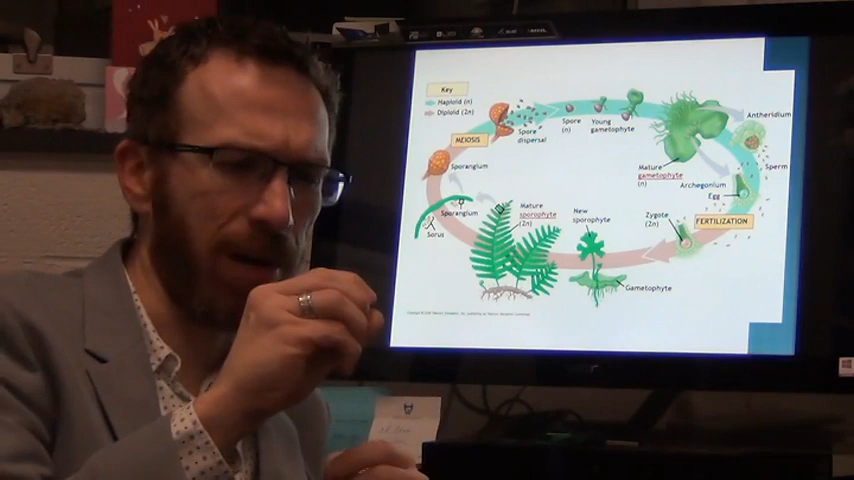 Key
Haploid (n)
Diploid (2n)
MEIOSIS
Spore
dispersal
Spore
(n)
Young
gametophyte
Antheridium
Mature
gametophyte
(n)
Sperm
Archegonium
Egg
Sporangium
Sporangium
Sorus
Mature
sporophyte
(2n)
New
sporophyte
Zygote
(2n)
FERTILIZATION
Gametophyte